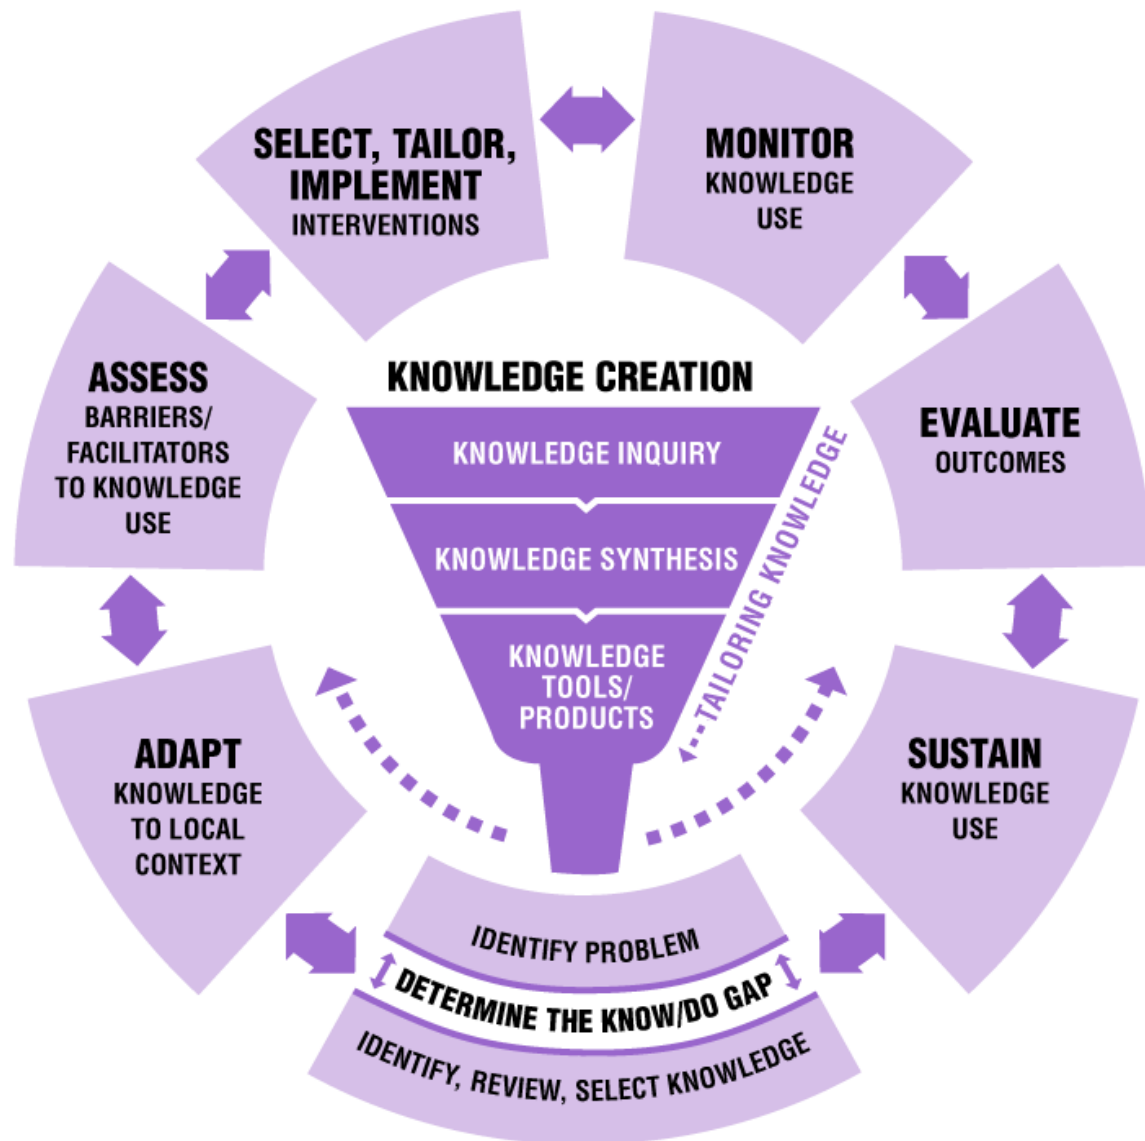 SELECT, TAILOR,
IMPLEMENT
INTERVENTIONS
MONITOR
KNOWLEDGE
USE
ASSESS
BARRIERS/
FACILITATORS
TO KNOWLEDGE
USE
KNOWLEDGE CREATION
KNOWLEDGE INQUIRY
KNOWLEDGE SYNTHESIS
KNOWLEDGE
TOOLS/
PRODUCTS
TAILORING KNOWLEDGE
EVALUATE
OUTCOMES
ADAPT
KNOWLEDGE
TO LOCAL
CONTEXT
SUSTAIN
KNOWLEDGE
USE
IDENTIFY PROBLEM
DETERMINE THE KNOW/DO GAP
IDENTIFY, REVIEW, SELECT KNOWLEDGE